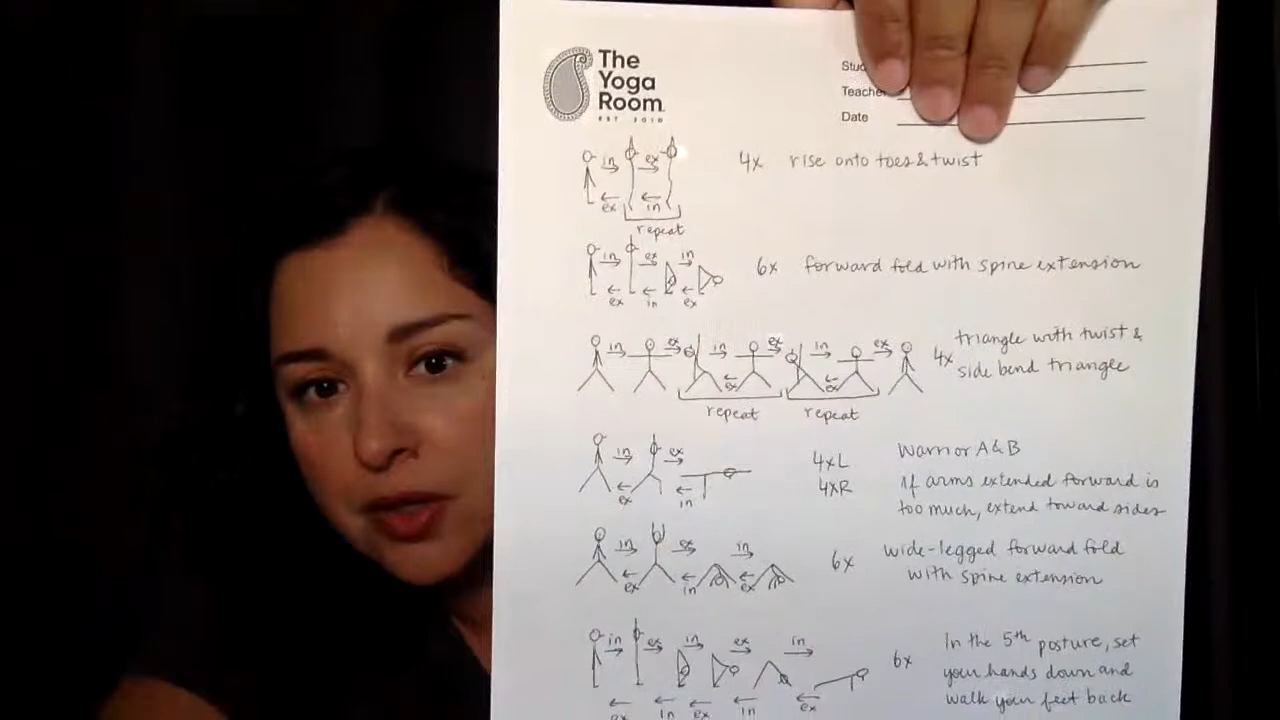 The
Yoga
Room
EST 2010
Stud
Teache
Date
in ex
4x rise onto toes & twist
ex in
repeat
in ex in
6x forward fold with spine extension
ex in ex
in ex in ex in ex
4x triangle with twist &
side bend triangle
ex ex
repeat repeat
in ex
ex in
4xL
4xR
Warrior A & B
if arms extended forward is
too much, extend toward sides
in ex in
ex in ex
6x wide-legged forward fold
with spine extension
in ex in ex in
6x In the 5th posture, set
your hands down and
walk your feet back
ex in ex in ex